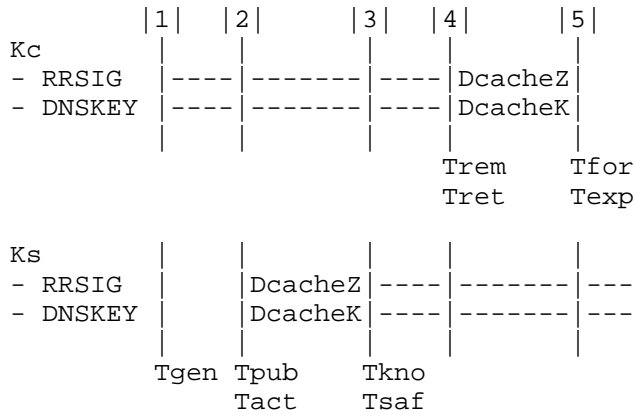 |1|   |2|       |3|  |4|     |5|
Kc         |    |       |    |       |
- RRSIG    |----|-------|----|DcacheZ|
- DNSKEY   |----|-------|----|DcacheK|
           |    |       |    |       |
                             Trem    Tfor
                             Tret    Texp
Ks         |    |       |    |       |
- RRSIG    |    |DcacheZ|----|-------|---
- DNSKEY   |    |DcacheK|----|-------|---
           |    |       |    |       |
          Tgen Tpub    Tkno
               Tact    Tsaf